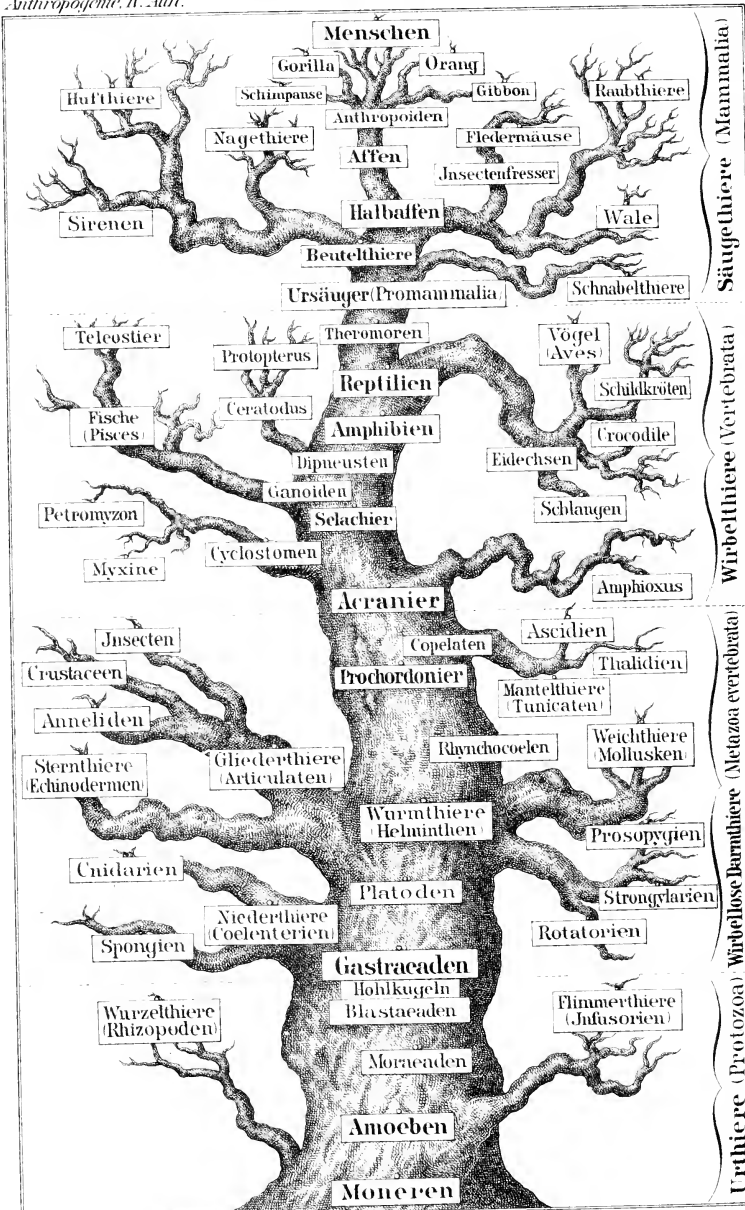 Anthropogenie, IV. Aufl.
Menschen
Gorilla
Orang
Schimpanse
Gibbon
Hufthiere
Raubthiere
Anthropoiden
Nagethiere
Fledermäuse
Affen
Jnsectenfresser
Sirenen
Halbaffen
Wale
Beutelthiere
Ursäuger (Promammalia)
Schnabelthiere
Säugethiere (Mammalia)
Teleostier
Theromoren
Vögel
(Aves)
Protopterus
Reptilien
Schildkröten
Ceratodus
Fische
(Pisces)
Amphibien
Crocodile
Dipneusten
Eidechsen
Ganoiden
Petromyzon
Selachier
Schlangen
Cyclostomen
Myxine
Amphioxus
Acranier
Wirbelthiere (Vertebrata)
Jnsecten
Ascidien
Copelaten
Crustaceen
Thalidien
Prochordonier
Mantelthiere
(Tunicaten)
Anneliden
Weichthiere
(Mollusken)
Rhynchocoelen
Gliederthiere
(Articulaten)
Sternthiere
(Echinodermen)
Wurmthiere
(Helminthen)
Prosopygien
Cnidarien
Platoden
Strongylarien
Niederthiere
(Coelenterien)
Rotatorien
Spongien
Gastraeaden
Wirbellose Darmthiere (Metazoa evertebrata)
Hohlkugeln
Blastaeaden
Wurzelthiere
(Rhizopoden)
Flimmerthiere
(Jnfusorien)
Moraeaden
Amoeben
Moneren
Urthiere (Protozoa)